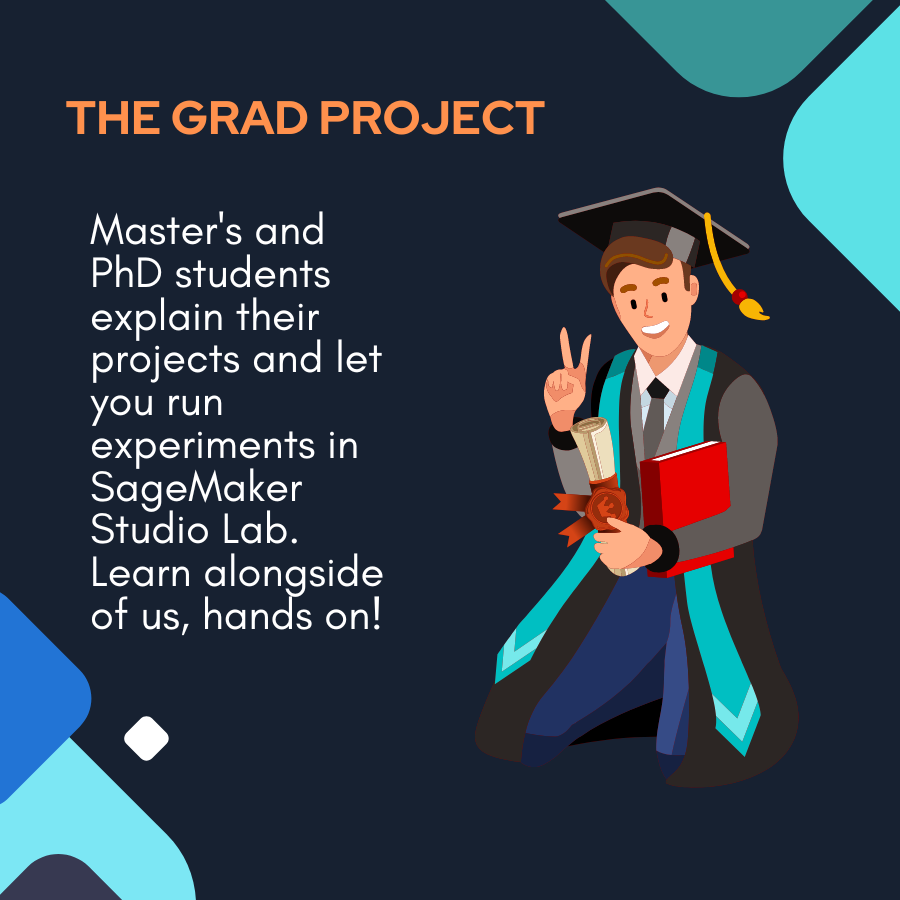 THE GRAD PROJECT
Master's and
PhD students
explain their
projects and let
you run
experiments in
SageMaker
Studio Lab.
Learn alongside
of us, hands on!